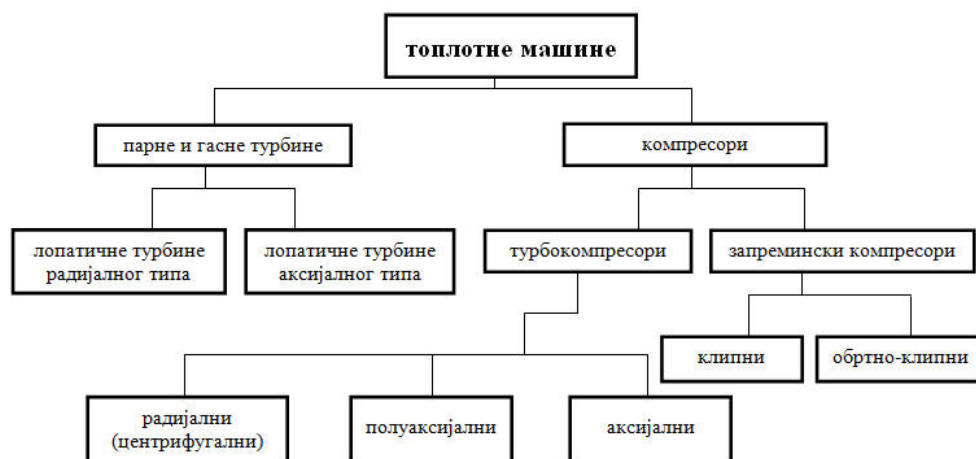 топлотне машине
парне и гасне турбине
компресори
лопатичне турбине
радијалног типа
лопатичне турбине
аксијалног типа
турбокомпресори
запремински компресори
клипни
обртно-клипни
радијални
(центрифугални)
полуаксијални
аксијални